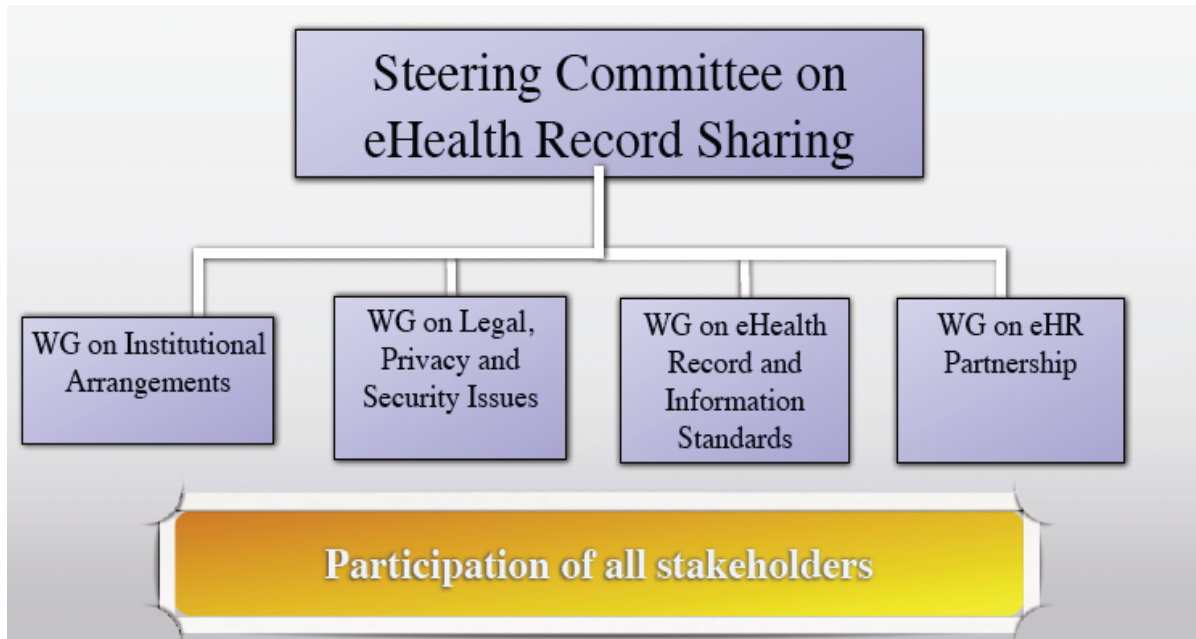 Steering Committee on
eHealth Record Sharing
WG on Institutional
Arrangements
WG on Legal,
Privacy and
Security Issues
WG on eHealth
Record and
Information
Standards
WG on eHR
Partnership
Participation of all stakeholders